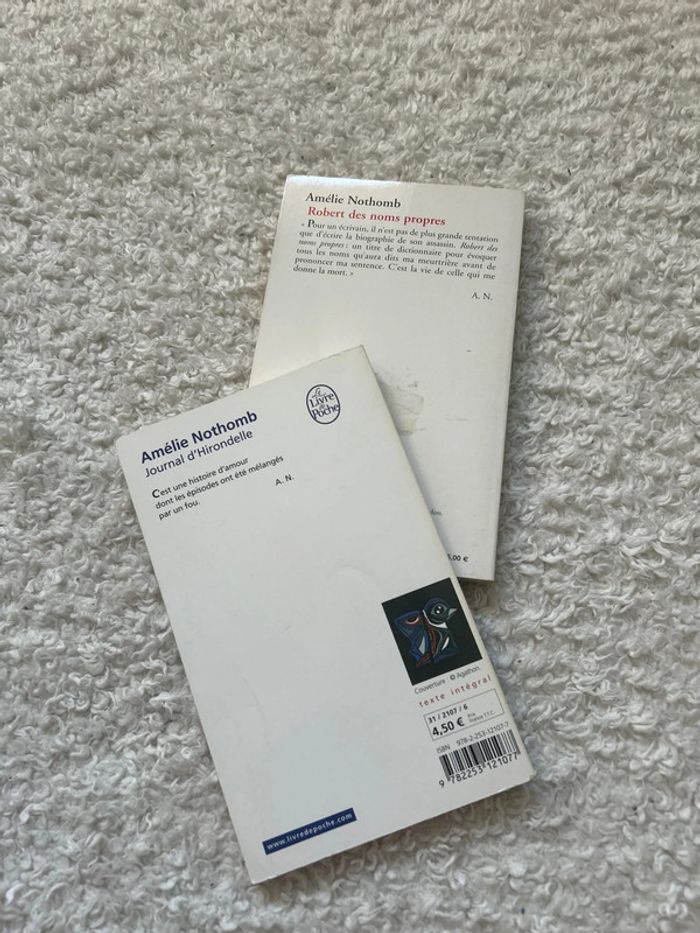 Amélie Nothomb
Robert des noms propres
« Pour un écrivain, il n'est pas de plus grande sentation
que d'écrire la biographie de son assassin. Robert des
noms propres : un titre de dictionnaire pour évoquer
tous les noms qu'aura dits ma meurtrière avant de
prononcer ma sentence. C'est la vie de celle qui me
donne la mort. »
A. N.
5,00 €
Le
Livre
de
Poche
Amélie Nothomb
Journal d'Hirondelle
C'est une histoire d'amour
dont les épisodes ont été mélangés
par un fou.
A. N.
Couverture : © Agathon.
texte intégral
31 / 2107 / 6
4,50 € Prix
France T.T.C.
ISBN 978-2-253-12107-7
9 782253 121077
www.livredepoche.com